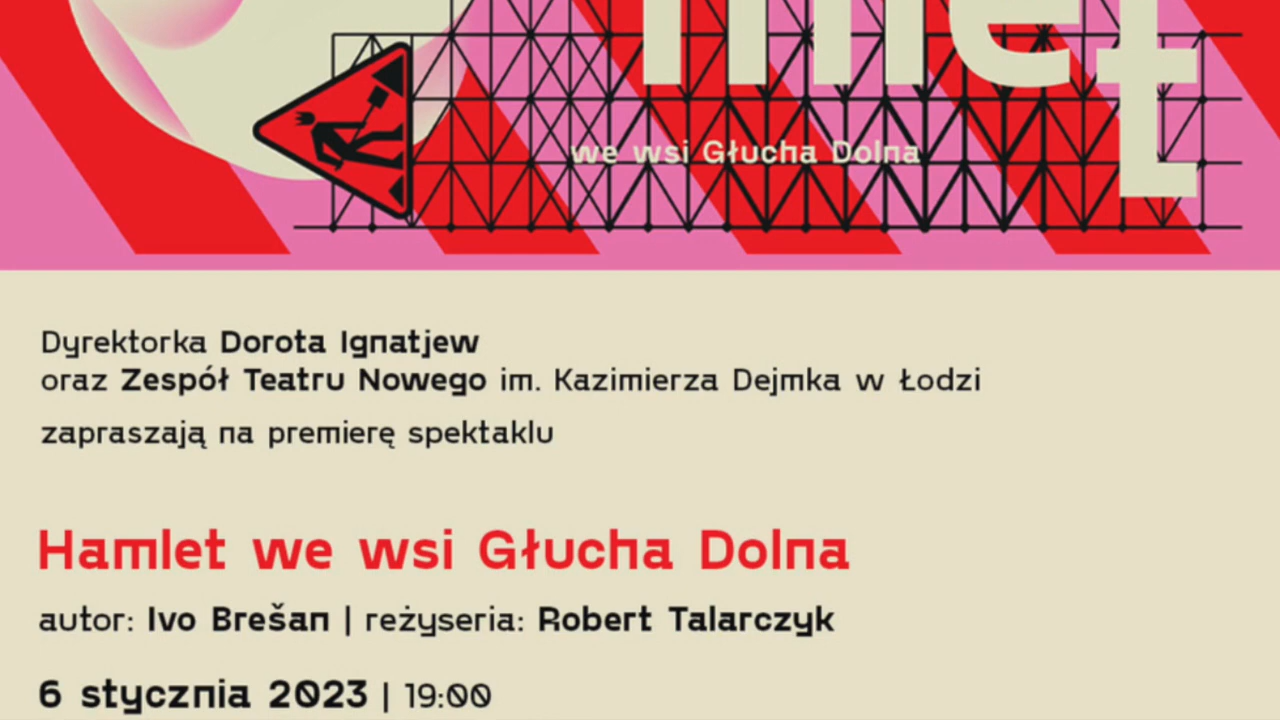 mlet
we wsi Głucha Dolna
Dyrektorka Dorota Ignatjew
oraz Zespół Teatru Nowego im. Kazimierza Dejmka w Łodzi
zapraszają na premierę spektaklu
Hamlet we wsi Głucha Dolna
autor: Ivo Brešan | reżyseria: Robert Talarczyk
6 stycznia 2023 | 19:00